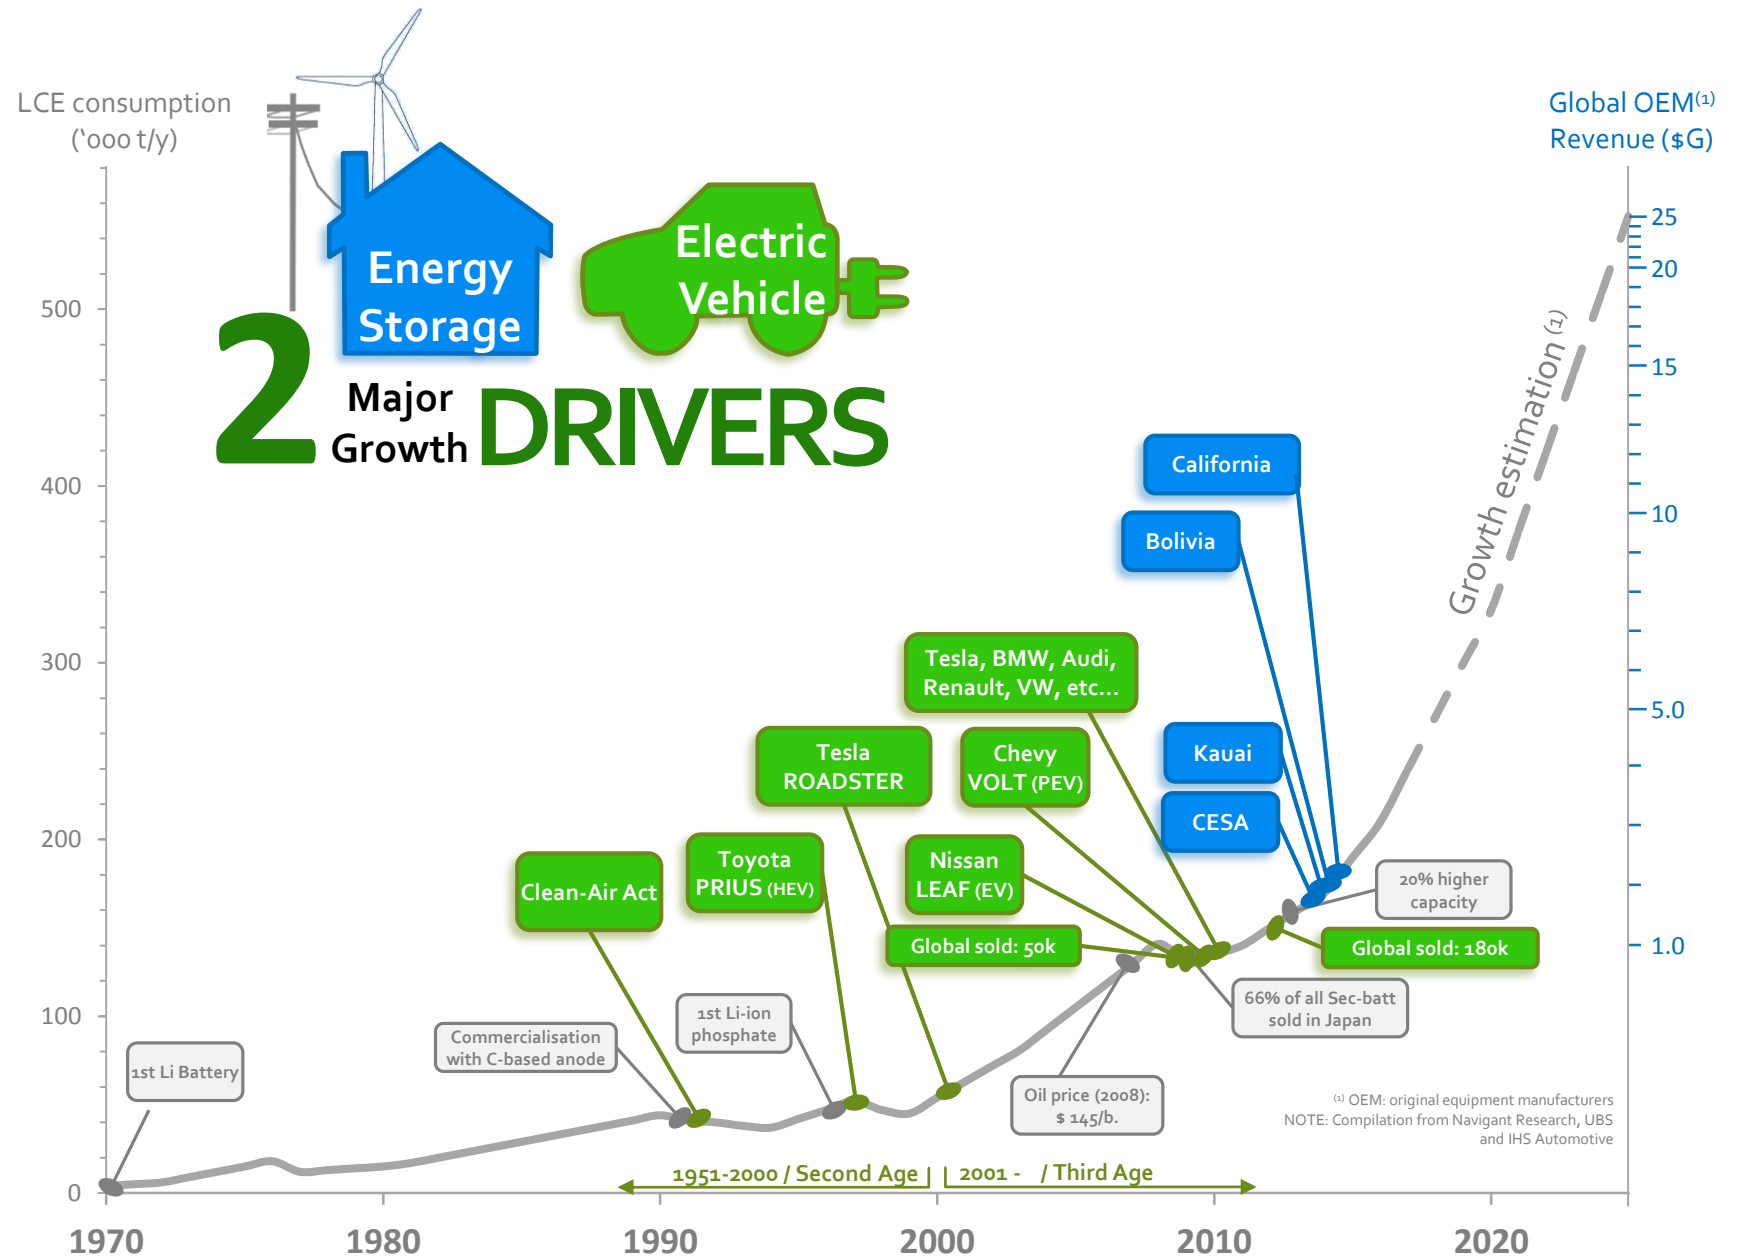 LCE consumption
(‘000 t/y)
Global OEM(1)
Revenue ($G)
Energy
Storage
Electric
Vehicle
2
Major
Growth
DRIVERS
500
400
300
200
100
0
25
20
15
10
5.0
1.0
Growth estimation (1)
California
Bolivia
Tesla, BMW, Audi,
Renault, VW, etc...
Kauai
Tesla
ROADSTER
Chevy
VOLT (PEV)
CESA
Toyota
PRIUS (HEV)
Nissan
LEAF (EV)
Clean-Air Act
20% higher
capacity
Global sold: 50k
Global sold: 180k
66% of all Sec-batt
sold in Japan
1st Li-ion
phosphate
Commercialisation
with C-based anode
1st Li Battery
Oil price (2008):
$ 145/b.
(1) OEM: original equipment manufacturers
NOTE: Compilation from Navigant Research, UBS
and IHS Automotive
1951-2000 / Second Age
2001 -   / Third Age
1970
1980
1990
2000
2010
2020